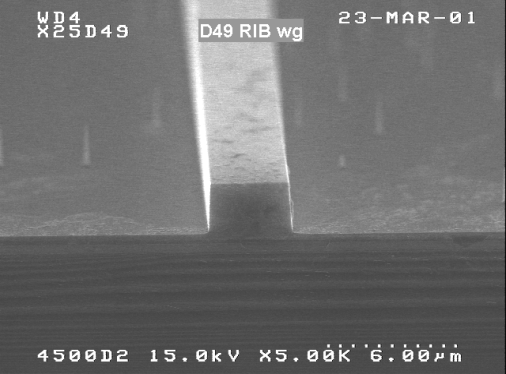 WD4
23-MAR-01
X25D49
D49 RIB wg
4500D2 15.0kV X5.00K 6.00µm